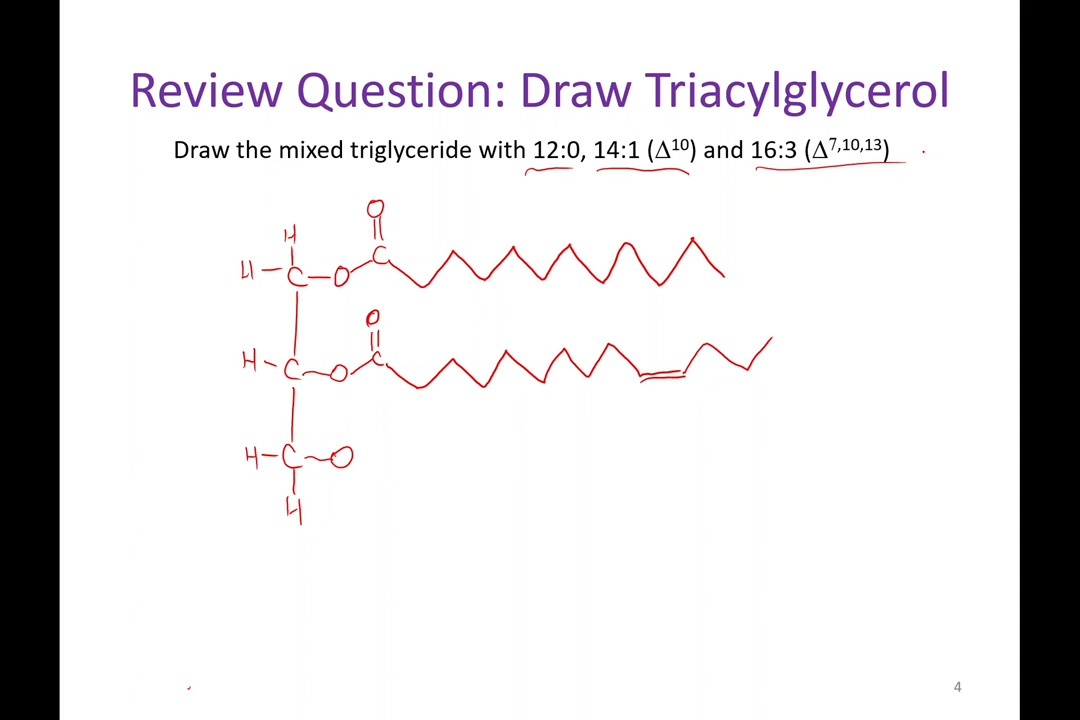 Review Question: Draw Triacylglycerol
Draw the mixed triglyceride with 12:0, 14:1 (Δ10) and 16:3 (Δ7,10,13)
O
H
H C O C
O
H C O C
H C O
H
4